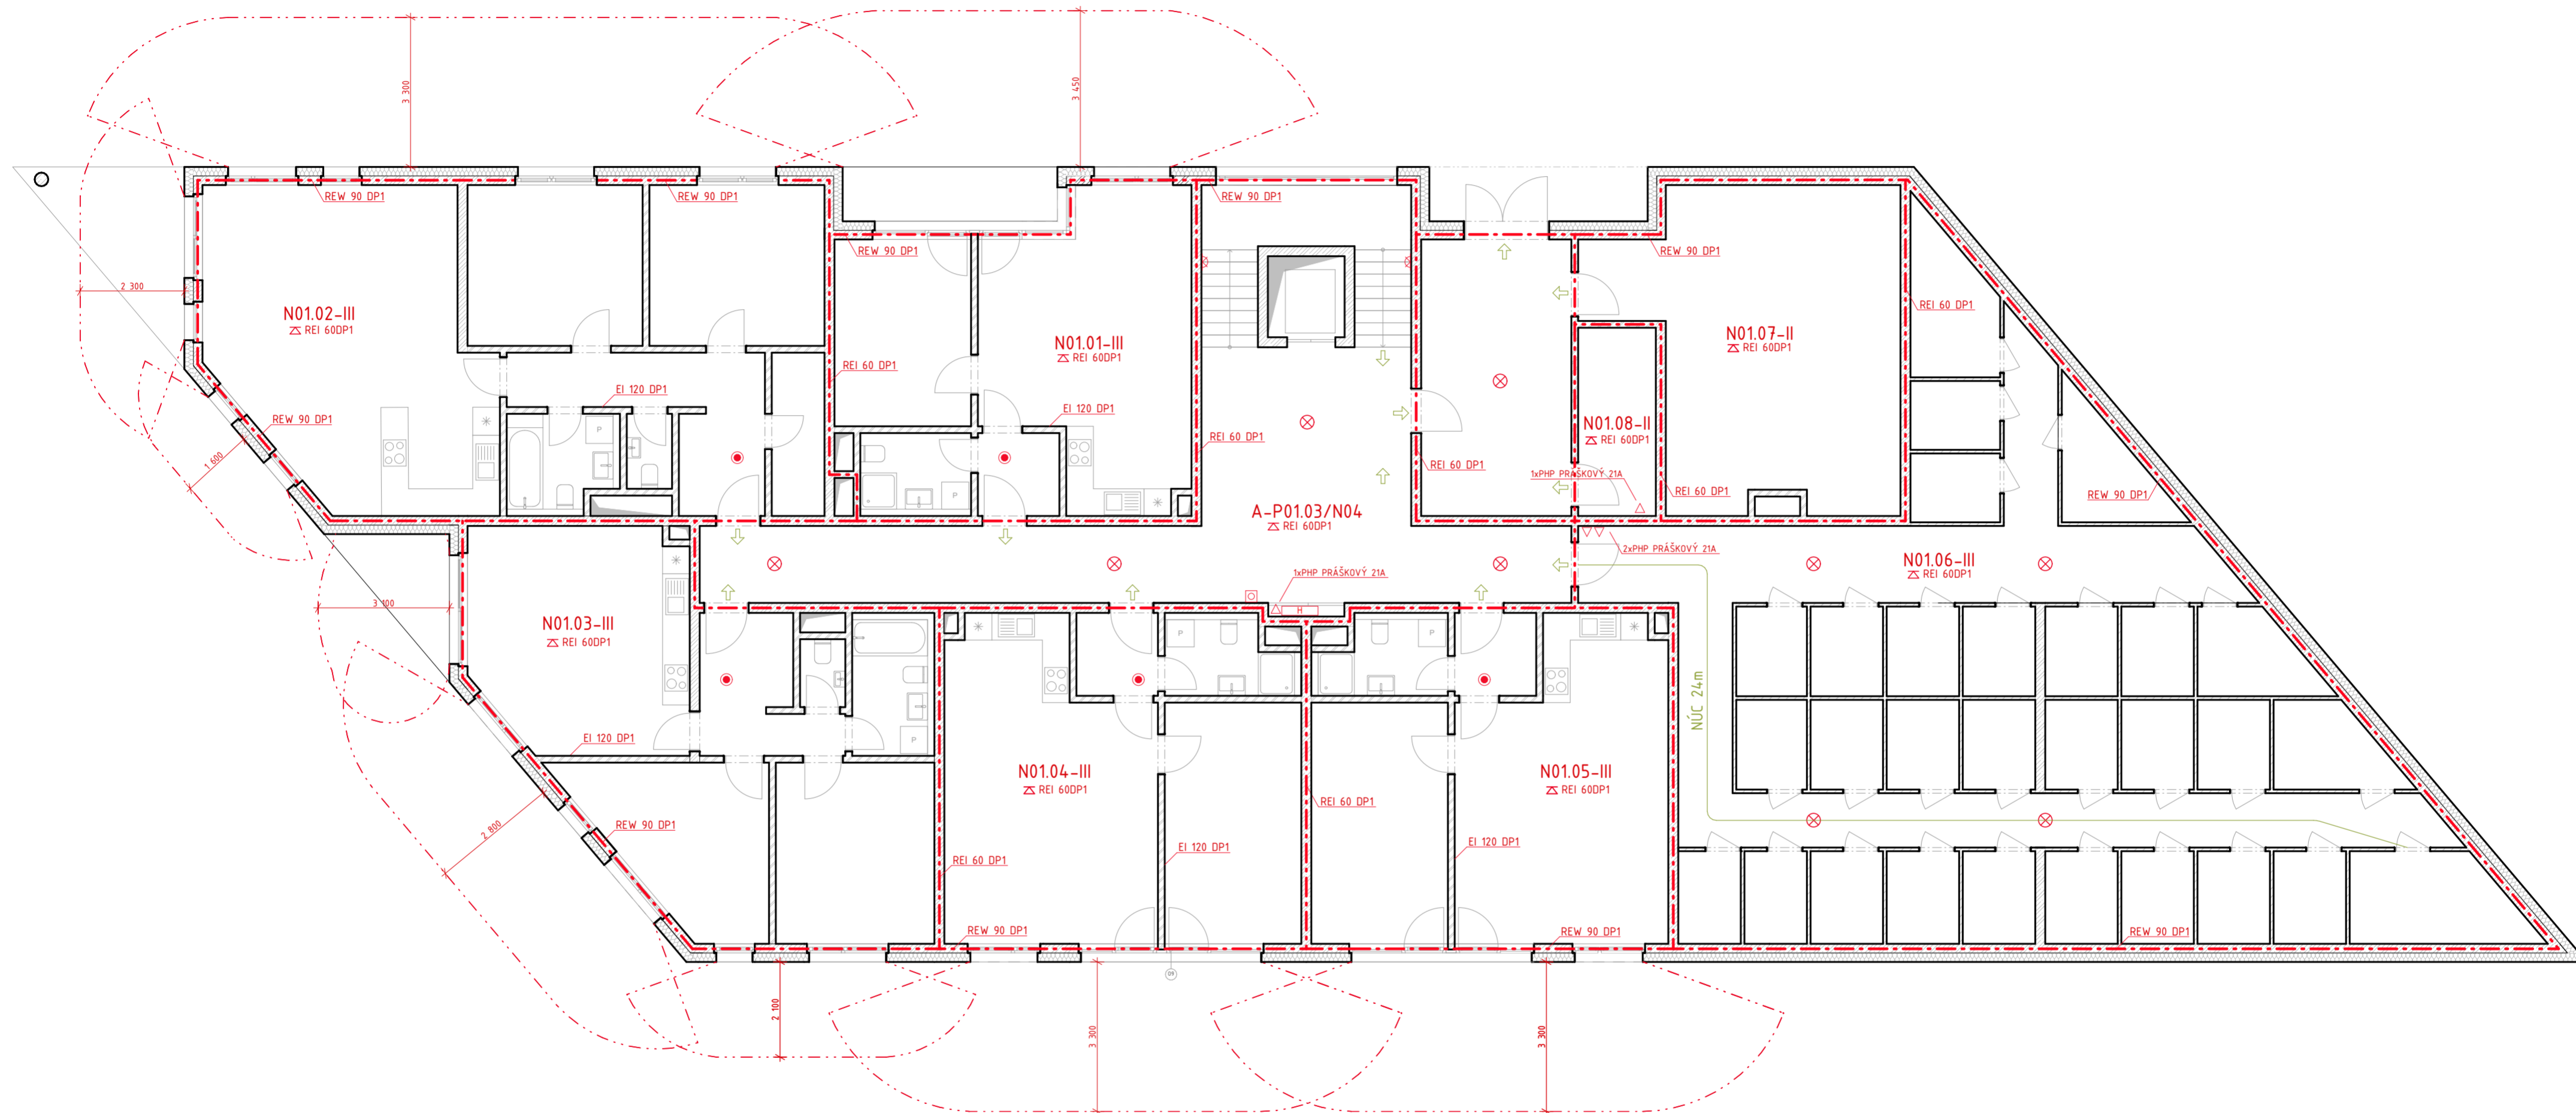 3 300
3 450
REW 90 DP1
REW 90 DP1
REW 90 DP1
REW 90 DP1
REW 90 DP1
2 300
N01.02-III
REI 60DP1
N01.01-III
REI 60DP1
N01.07-II
REI 60DP1
REI 60 DP1
REI 60 DP1
EI 120 DP1
EI 120 DP1
REW 90 DP1
REI 60 DP1
N01.08-II
REI 60DP1
REI 60 DP1
1xPHP PRÁŠKOVÝ 21A
REI 60 DP1
REW 90 DP1
1 600
P
P
A-P01.03/N04
REI 60DP1
2xPHP PRÁŠKOVÝ 21A
N01.06-III
REI 60DP1
1xPHP PRÁŠKOVÝ 21A
H
3 100
N01.03-III
REI 60DP1
P
P
P
NÚC 24m
EI 120 DP1
N01.04-III
REI 60DP1
N01.05-III
REI 60DP1
REI 60 DP1
2 800
REW 90 DP1
EI 120 DP1
EI 120 DP1
REI 60 DP1
REW 90 DP1
REW 90 DP1
REW 90 DP1
09
2 100
3 300
3 300